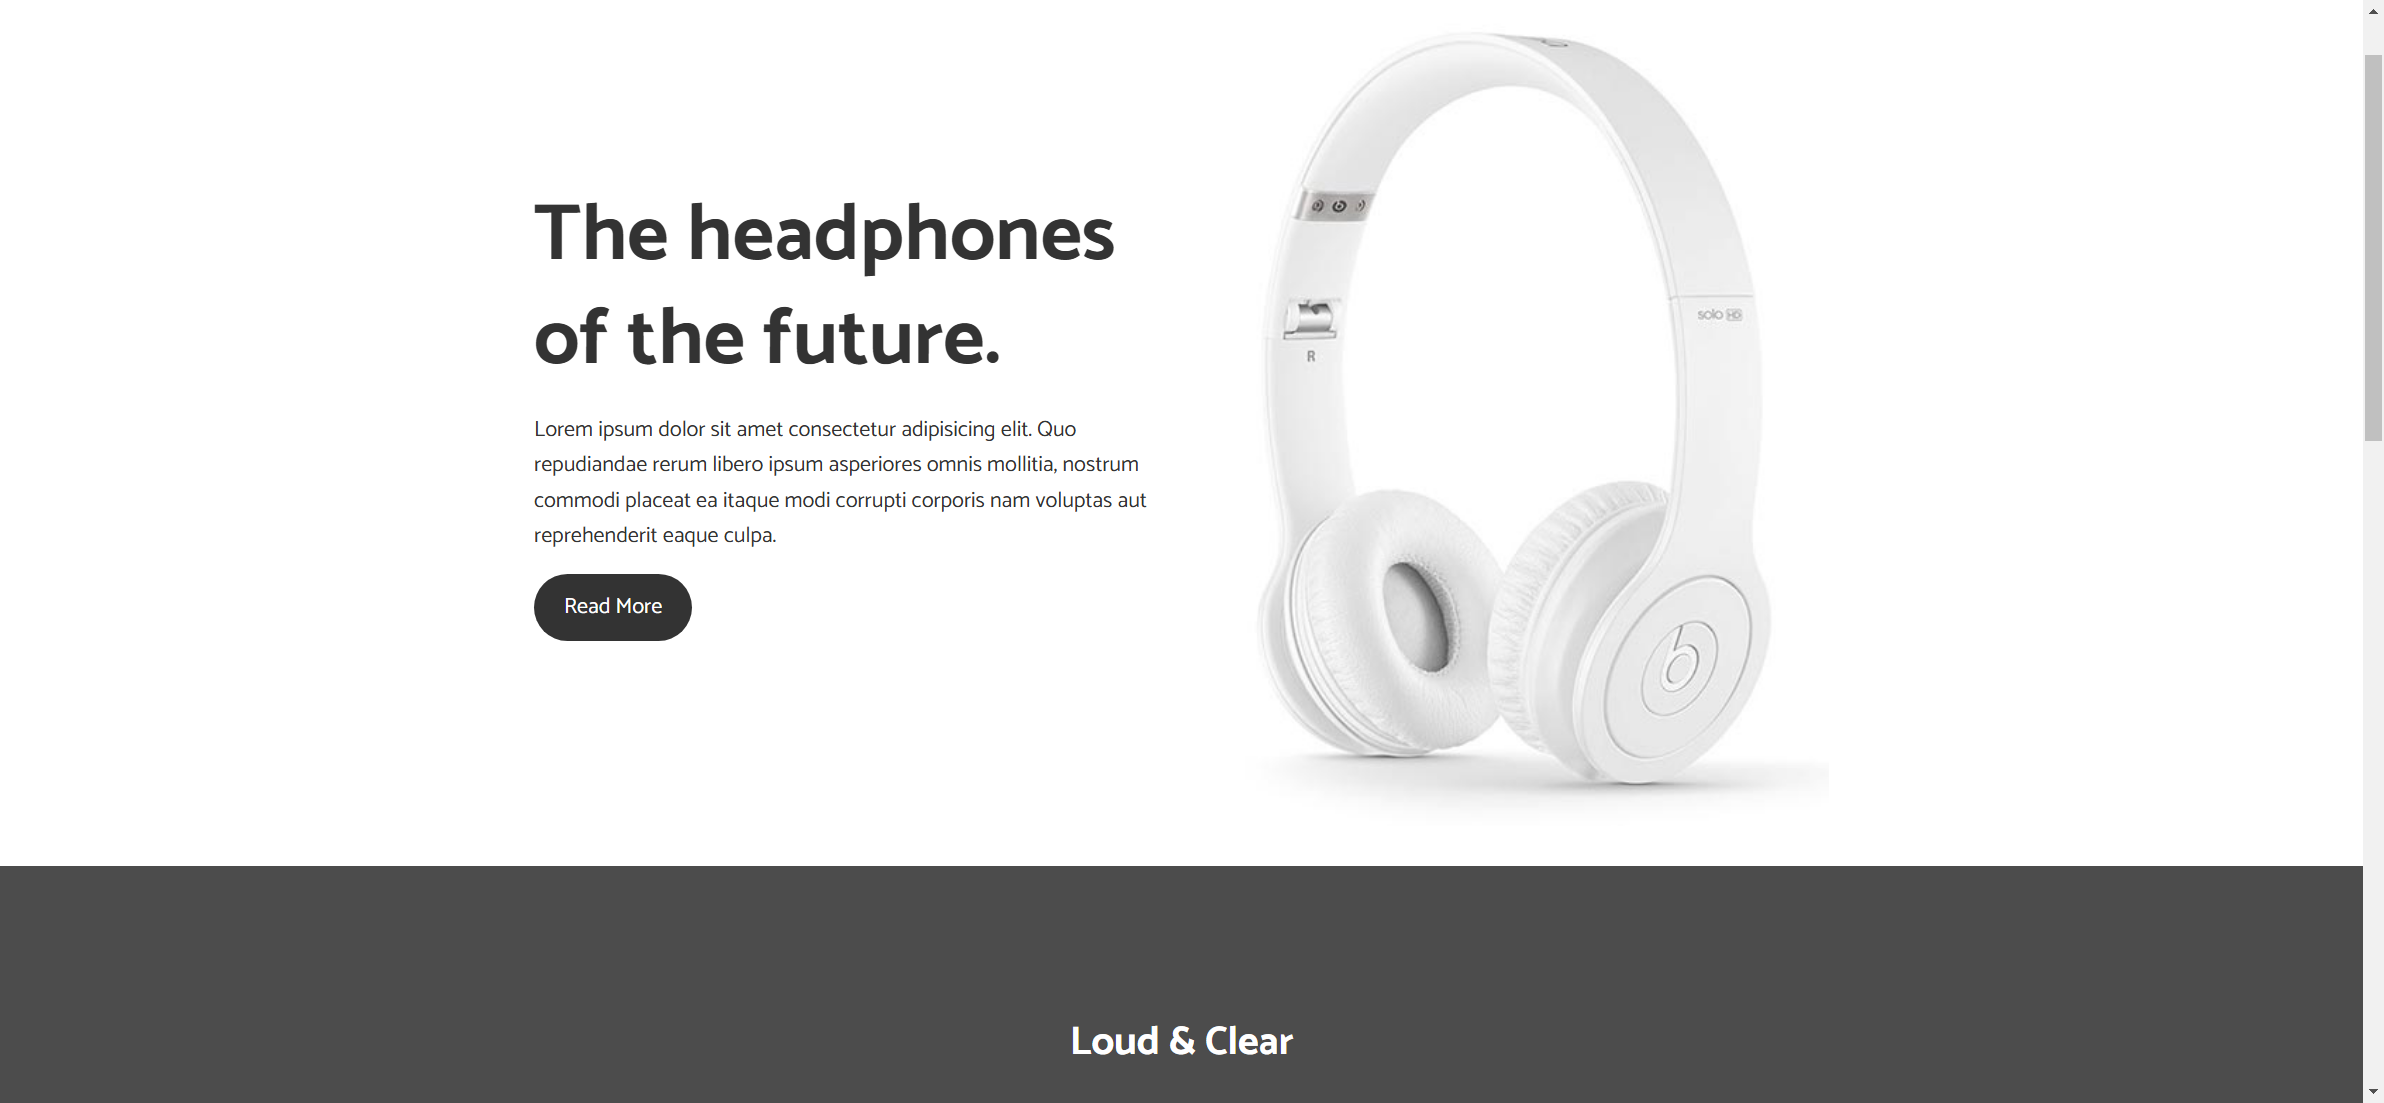 The headphones
of the future.
Lorem ipsum dolor sit amet consectetur adipisicing elit. Quo
repudiandae rerum libero ipsum asperiores omnis mollitia, nostrum
commodi placeat ea itaque modi corrupti corporis nam voluptas aut
reprehenderit eaque culpa.
Read More
solo HD
R
b
Loud & Clear